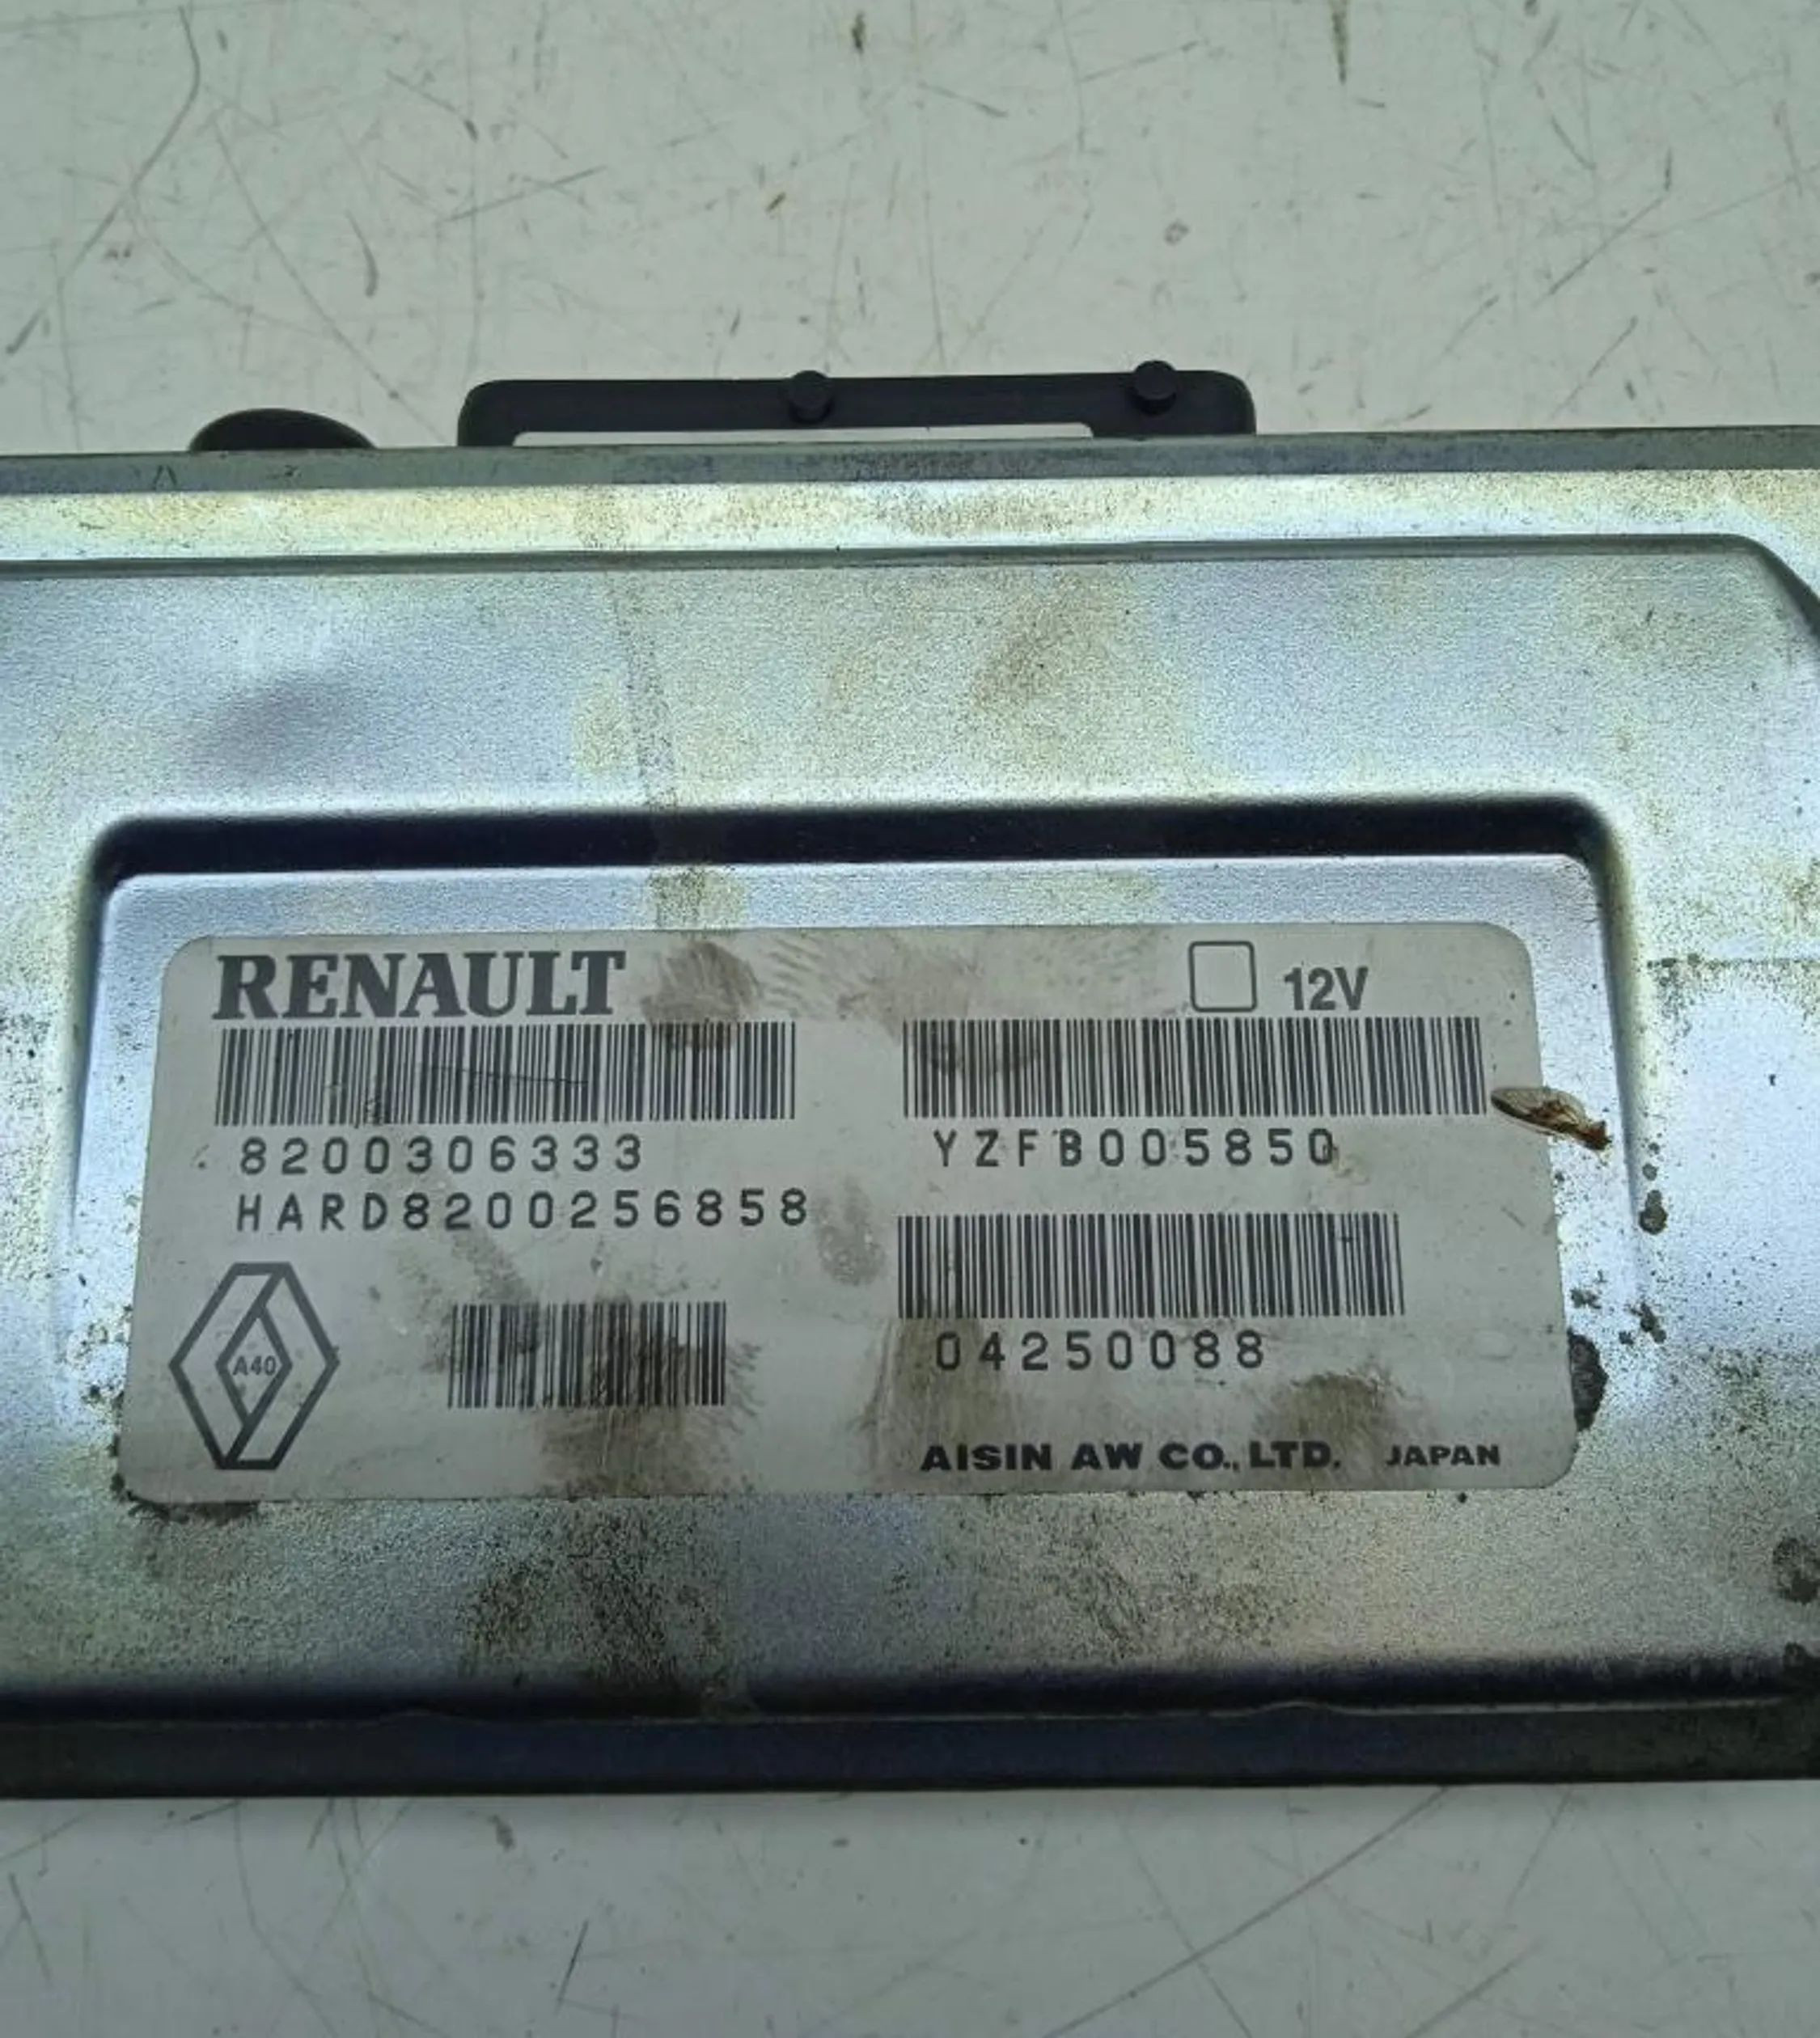 RENAULT
12V
8200306333
HARD8200256858
YZFB005850
04250088
A40
AISIN AW CO., LTD. JAPAN